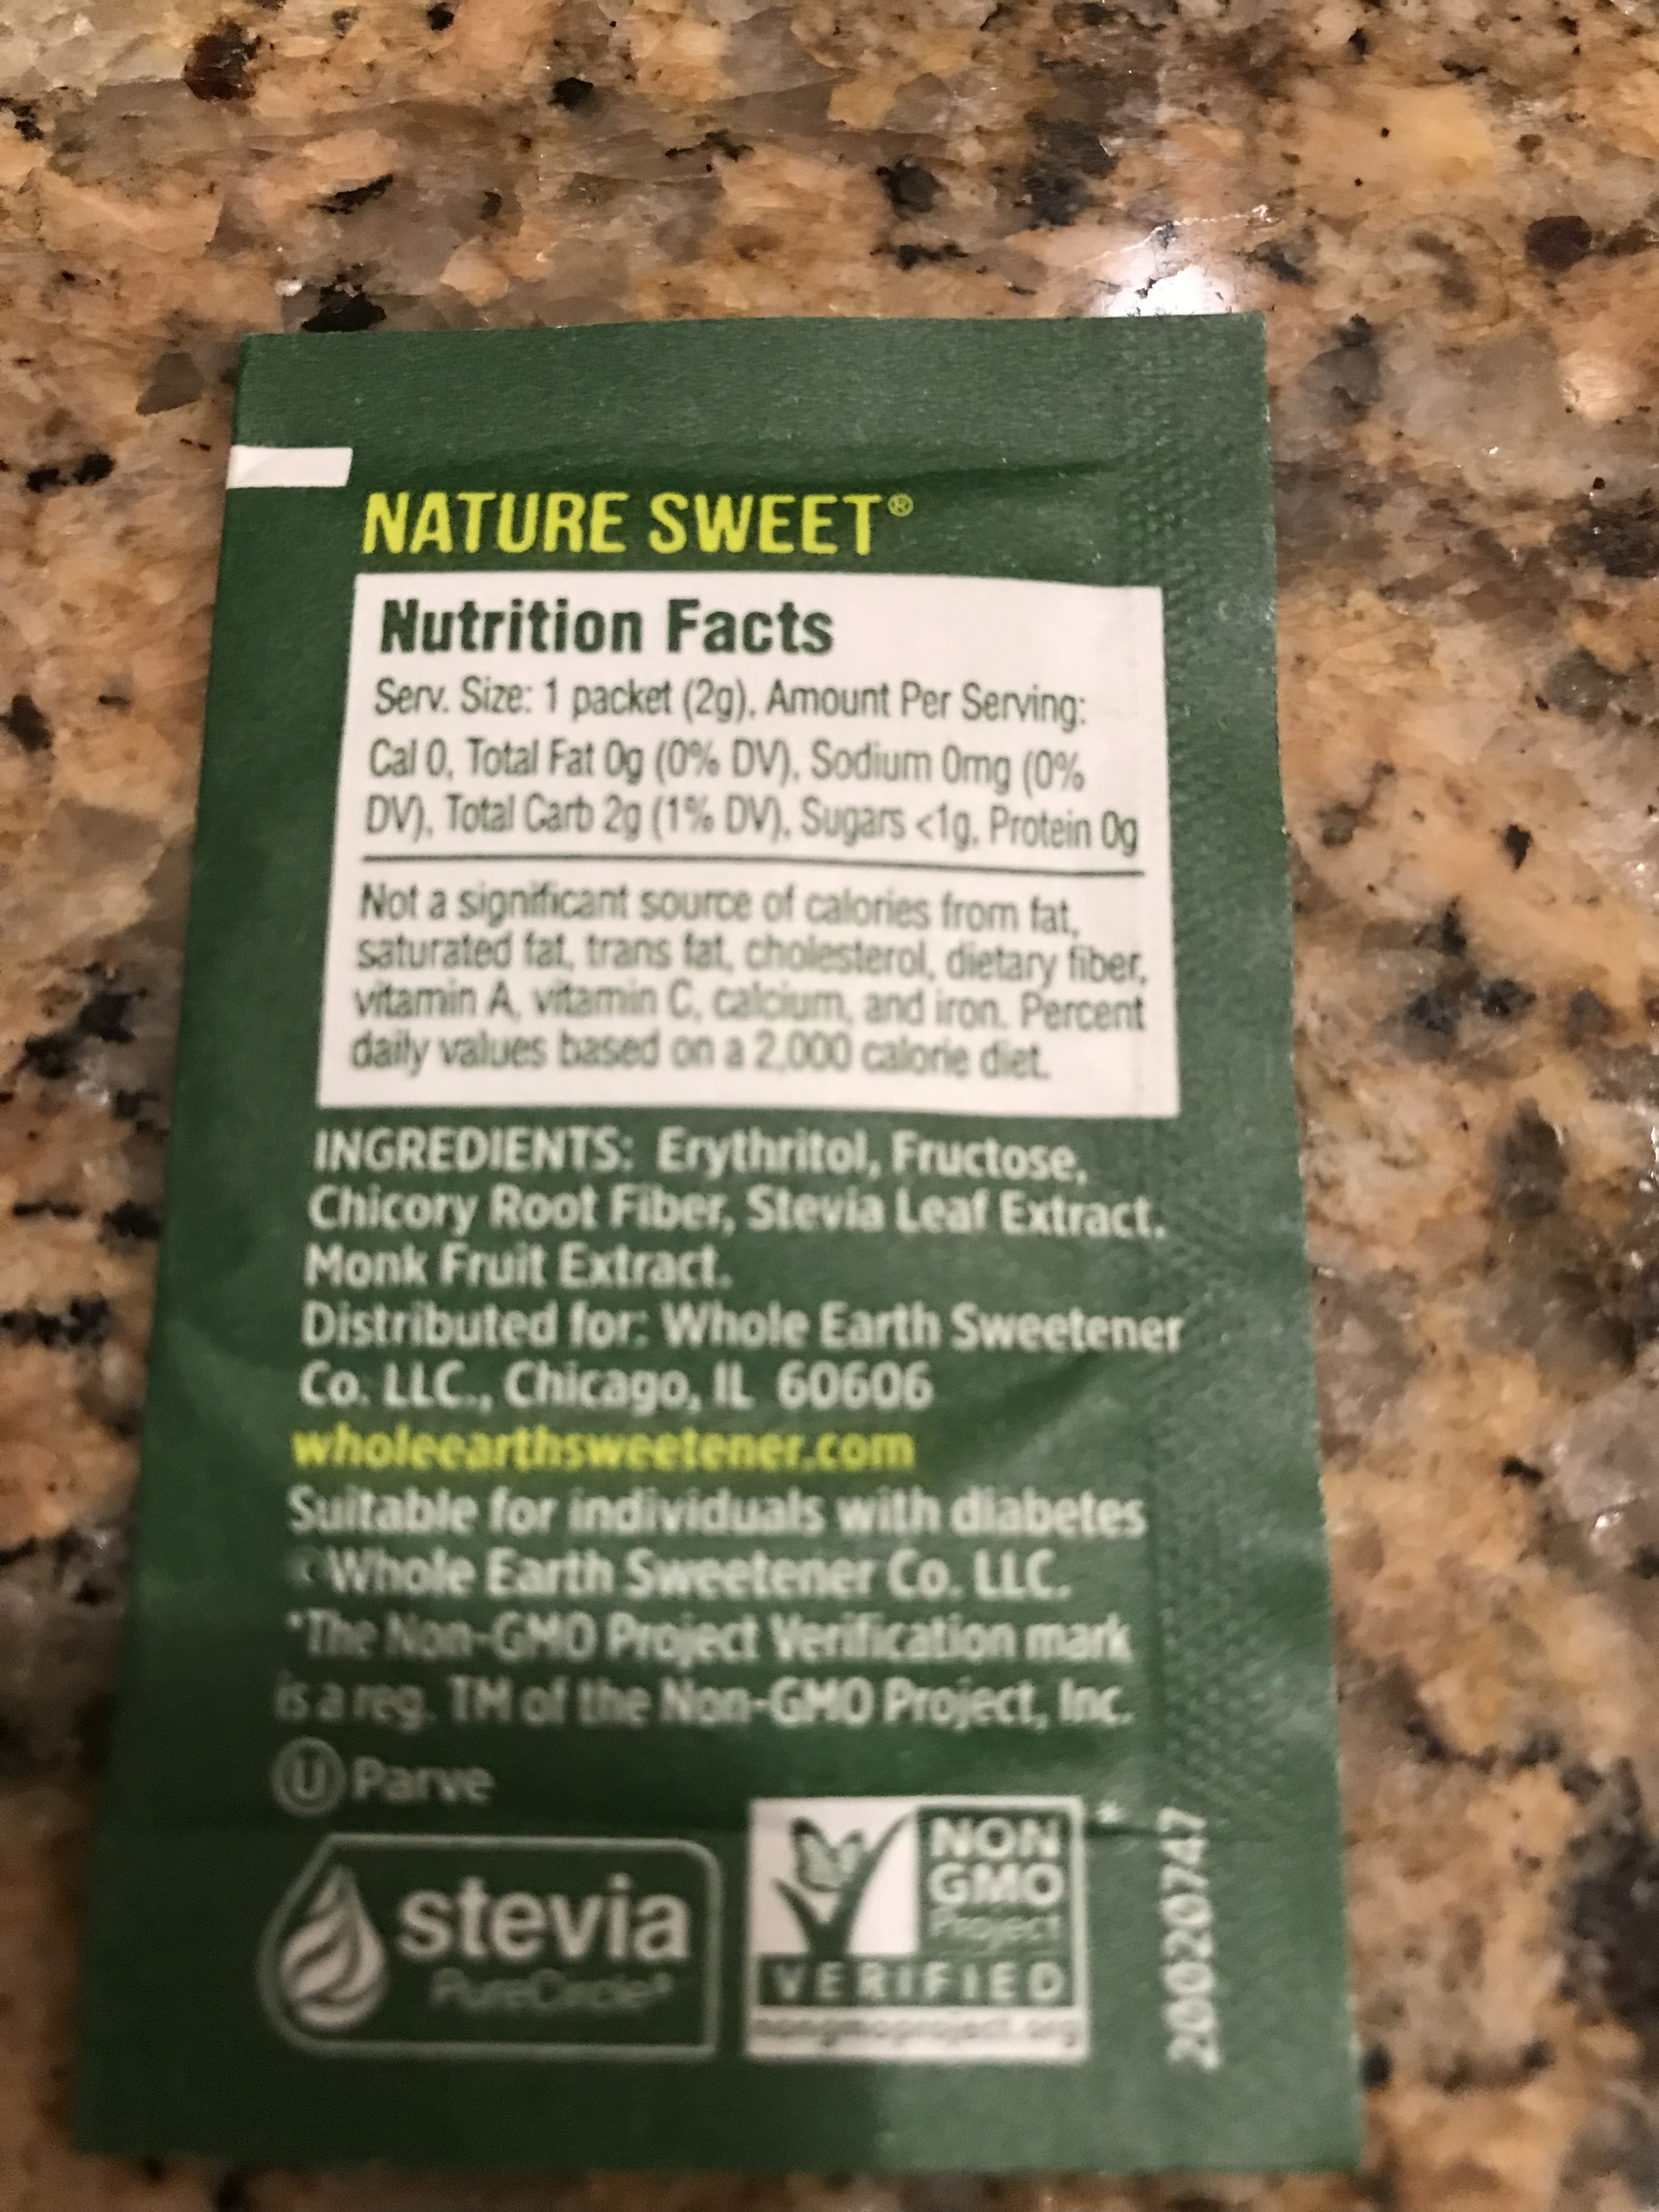 NATURE SWEET®
Nutrition Facts
Serv. Size: 1 packet (2g), Amount Per Serving:
Cal 0, Total Fat 0g (0% DV), Sodium 0mg (0%
DV), Total Carb 2g (1% DV), Sugars <1g, Protein 0g
Not a significant source of calories from fat,
saturated fat, trans fat, cholesterol, dietary fiber,
vitamin A, vitamin C, calcium, and iron. Percent
daily values based on a 2,000 calorie diet.
INGREDIENTS: Erythritol, Fructose,
Chicory Root Fiber, Stevia Leaf Extract,
Monk Fruit Extract.
Distributed for: Whole Earth Sweetener
Co. LLC., Chicago, IL 60606
wholeearthsweetener.com
Suitable for individuals with diabetes
©Whole Earth Sweetener Co. LLC.
*The Non-GMO Project Verification mark
is a reg. TM of the Non-GMO Project, Inc.
U Parve
stevia
PureCircle®
NON
GMO
Project
VERIFIED
nongmoproject.org
*
20020747